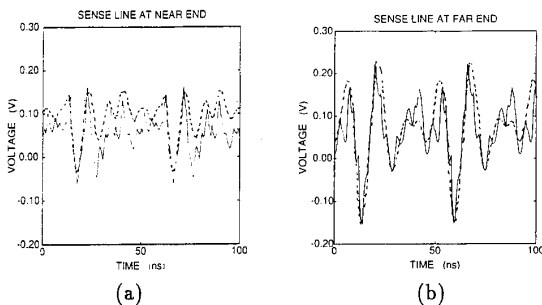 SENSE LINE AT NEAR END
0.30
0.20
0.10
0.00
-0.10
-0.20
VOLTAGE (V)
0
50
100
TIME (ns)
(a)
SENSE LINE AT FAR END
0.30
0.20
0.10
0.00
-0.10
-0.20
VOLTAGE (V)
0
50
100
TIME (ns)
(b)